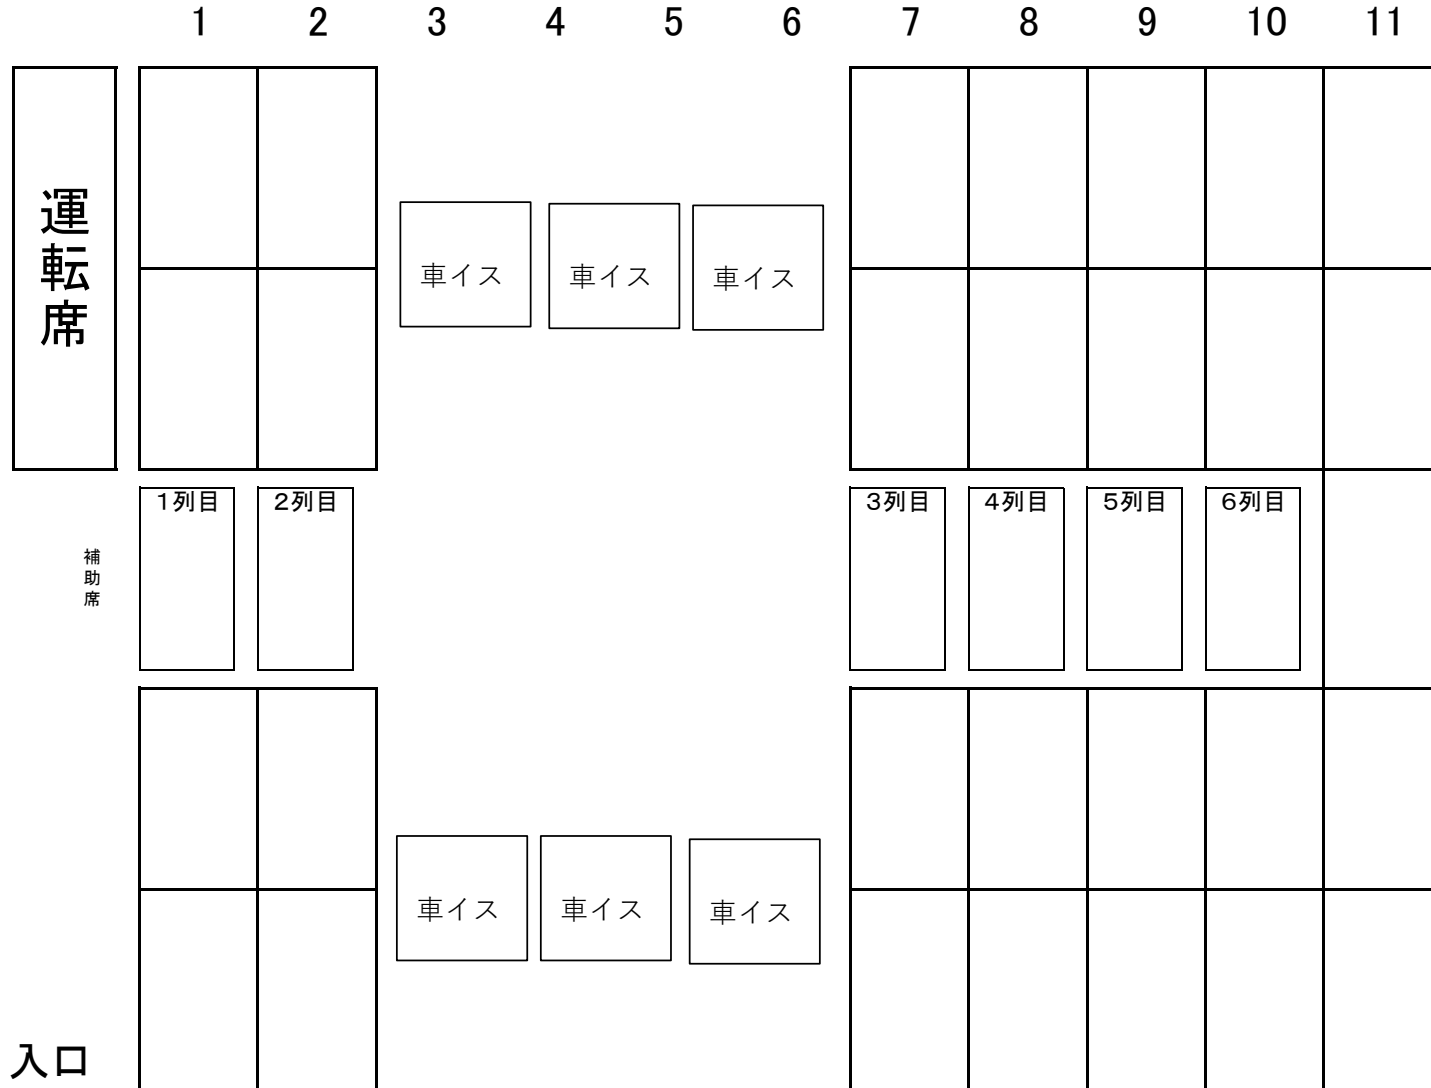 1 2 3 4 5 6 7 8 9 10 11
運転席
車イス 車イス 車イス
1列目 2列目 3列目 4列目 5列目 6列目
補助席
車イス 車イス 車イス
入口